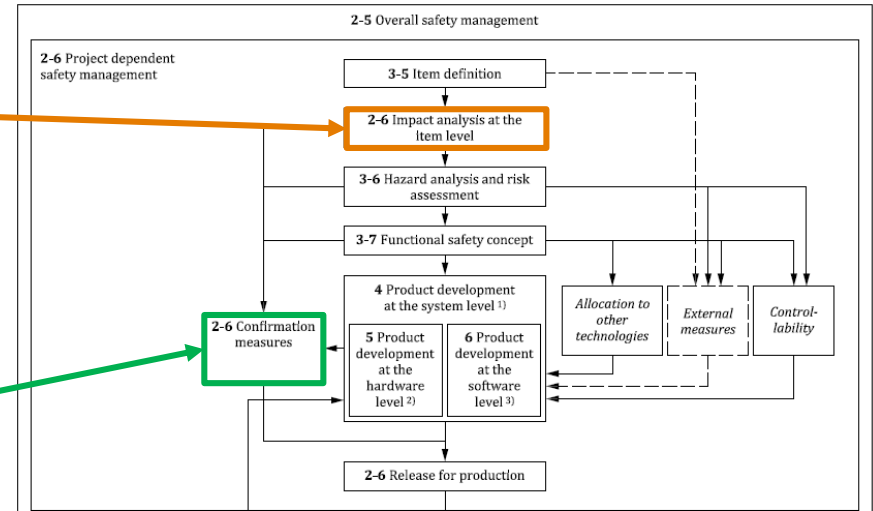 2-5 Overall safety management
2-6 Project dependent
safety management
3-5 Item definition
2-6 Impact analysis at the
item level
3-6 Hazard analysis and risk
assessment
3-7 Functional safety concept
4 Product development
at the system level 1)
Allocation to
other
technologies
External
measures
Control-
lability
2-6 Confirmation
measures
5 Product
development
at the
hardware
level 2)
6 Product
development
at the
software
level 3)
2-6 Release for production